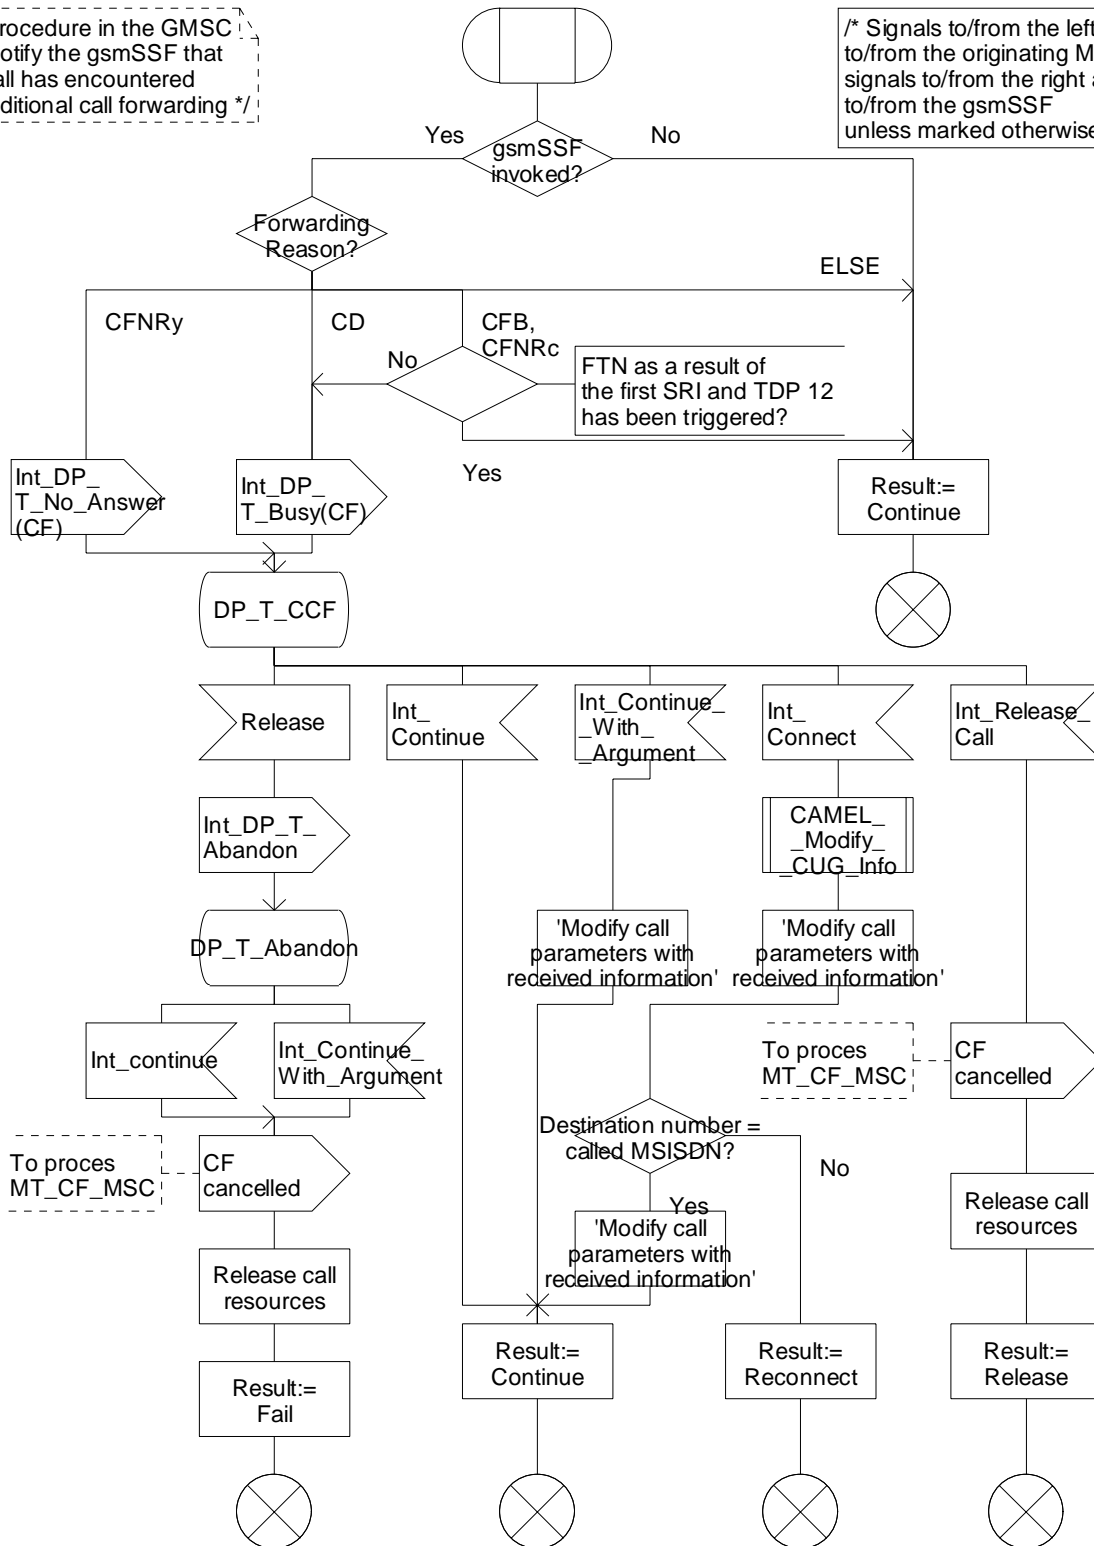 rocedure in the GMSC
otify the gsmSSF that
all has encountered
ditional call forwarding */
/* Signals to/from the left
to/from the originating M
signals to/from the right a
to/from the gsmSSF
unless marked otherwise
Yes
gsmSSF
invoked?
No
Forwarding
Reason?
ELSE
CFNRy
CD
CFB,
CFNRc
No
FTN as a result of
the first SRI and TDP 12
has been triggered?
Yes
Int_DP_
T_No_Answer
(CF)
Int_DP_
T_Busy(CF)
Result:=
Continue
DP_T_CCF
Release
Int_
Continue
Int_Continue_
_With_
_Argument
Int_
Connect
Int_Release_
Call
Int_DP_T_
Abandon
CAMEL_
_Modify_
_CUG_Info
DP_T_Abandon
'Modify call
parameters with
received information'
'Modify call
parameters with
received information'
Int_continue
Int_Continue_
With_Argument
To proces
MT_CF_MSC
CF
cancelled
Destination number =
called MSISDN?
No
Yes
To proces
MT_CF_MSC
CF
cancelled
Release call
resources
'Modify call
parameters with
received information'
Release call
resources
Result:=
Continue
Result:=
Reconnect
Result:=
Release
Result:=
Fail